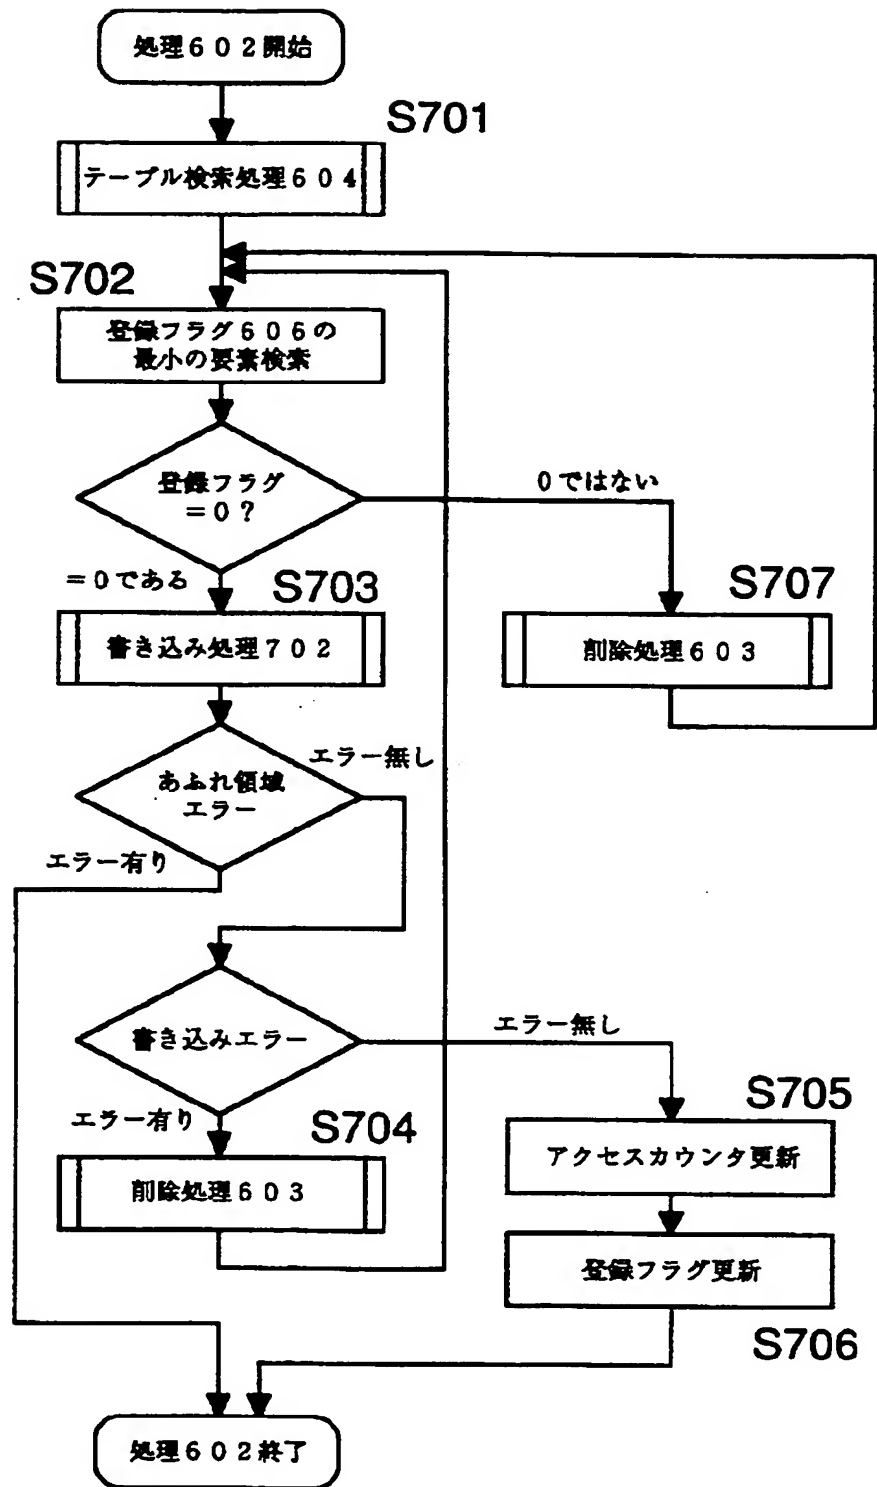 処理602開始
S701
テーブル検索処理604
S702
登録フラグ606の
最小の要素検索
登録フラグ
=0?
0ではない
=0である
S703
S707
書き込み処理702
削除処理603
エラー無し
あふれ領域
エラー
エラー有り
書き込みエラー
エラー無し
エラー有り
S704
S705
削除処理603
アクセスカウンタ更新
登録フラグ更新
S706
処理602終了